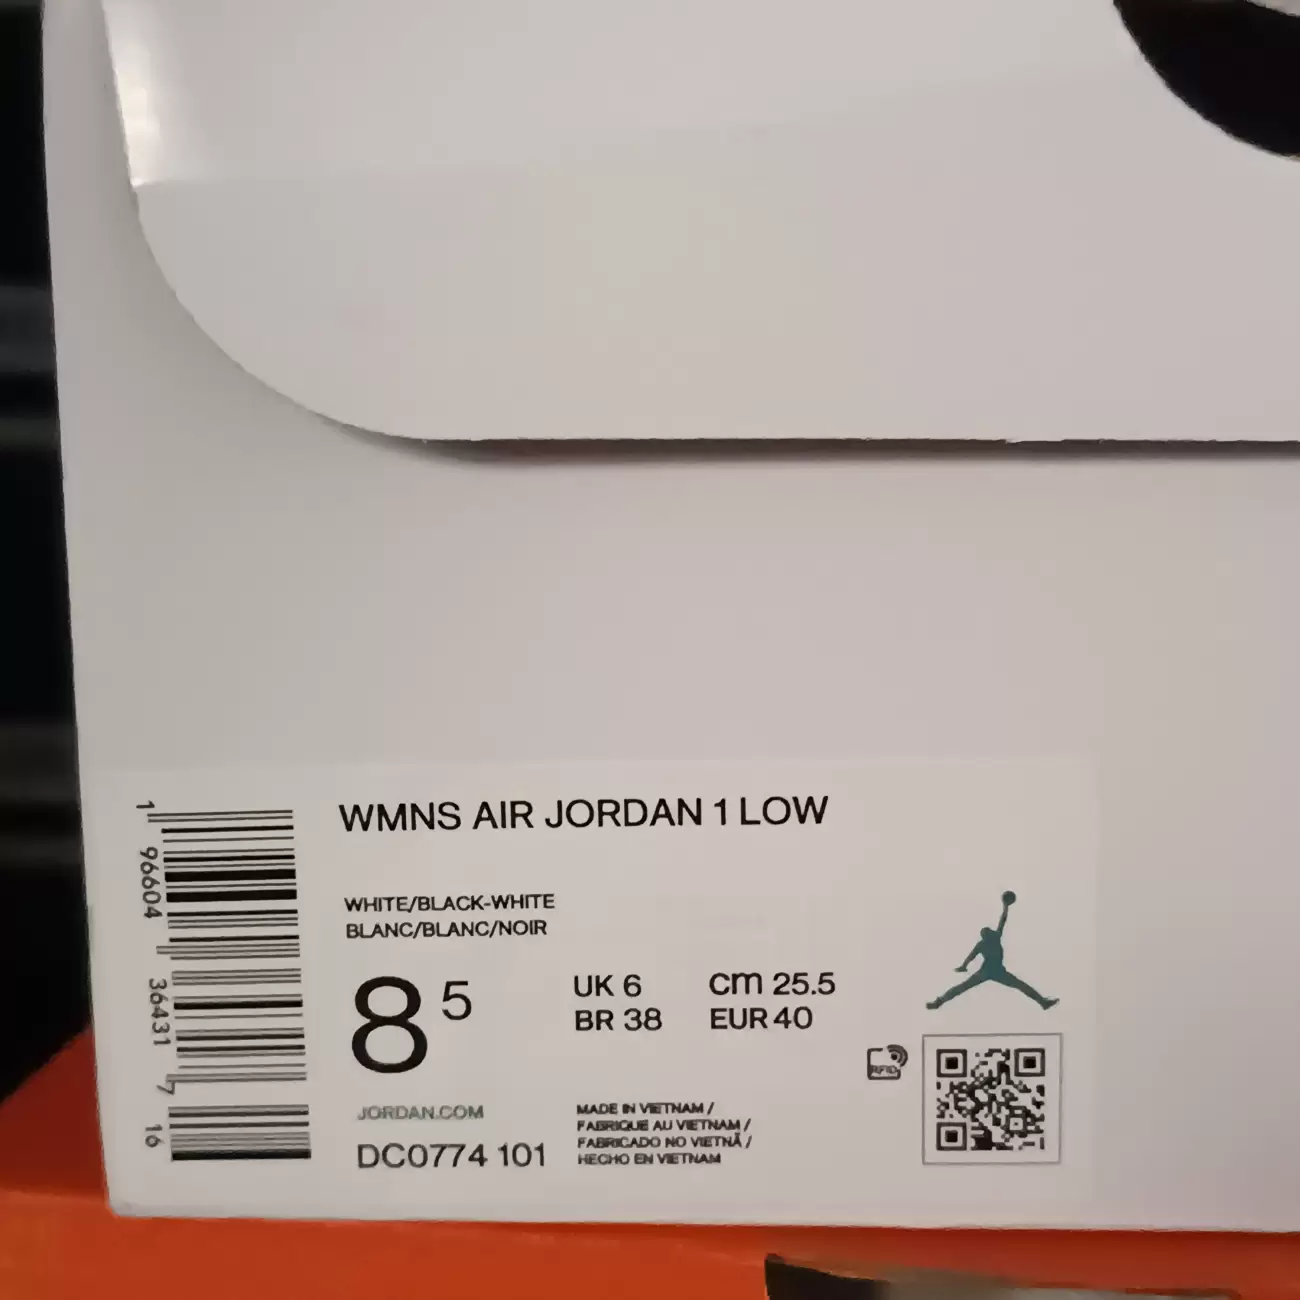 WMNS AIR JORDAN 1 LOW
WHITE/BLACK-WHITE
BLANC/BLANC/NOIR
8 5
UK 6 CM 25.5
BR 38 EUR 40
JORDAN.COM
DC0774 101
MADE IN VIETNAM /
FABRIQUE AU VIETNAM /
FABRICADO NO VIETNÃ /
HECHO EN VIETNAM
RFID
1 96604 36431 7 16